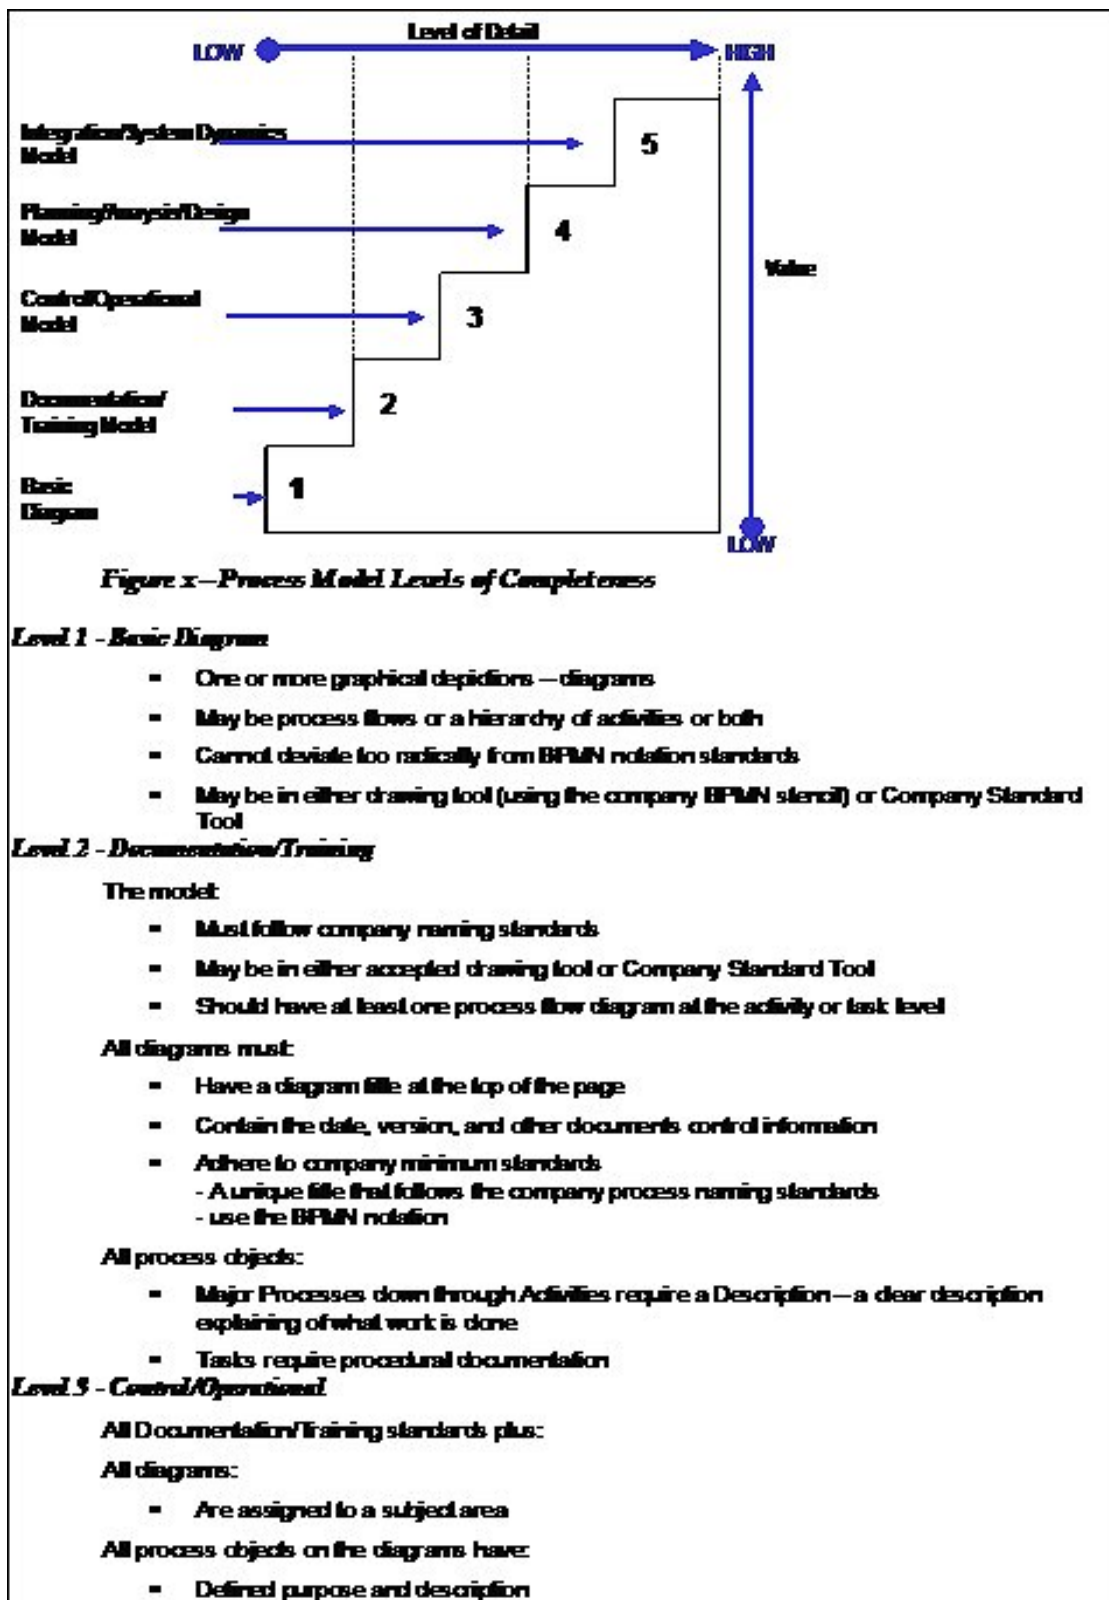 Level of Detail
LOW
HIGH
Integration/System Dynamics
Model
5
Planning/Analysis/Design
Model
4
Value
Control/Operational
Model
3
Documentation/
Training Model
2
Basic
Diagram
1
LOW
Figure x – Process Model Levels of Completeness
Level 1 - Basic Diagram
▪ One or more graphical depictions – diagrams
▪ May be process flows or a hierarchy of activities or both
▪ Cannot deviate too radically from BPMN notation standards
▪ May be in either drawing tool (using the company BPMN stencil) or Company Standard
Tool
Level 2 - Documentation/Training
The model:
▪ Must follow company naming standards
▪ May be in either accepted drawing tool or Company Standard Tool
▪ Should have at least one process flow diagram at the activity or task level
All diagrams must:
▪ Have a diagram title at the top of the page
▪ Contain the date, version, and other documents control information
▪ Adhere to company minimum standards
- A unique title that follows the company process naming standards
- use the BPMN notation
All process objects:
▪ Major Processes down through Activities require a Description – a clear description
explaining of what work is done
▪ Tasks require procedural documentation
Level 3 - Control/Operational
All Documentation/Training standards plus:
All diagrams:
▪ Are assigned to a subject area
All process objects on the diagrams have:
▪ Defined purpose and description